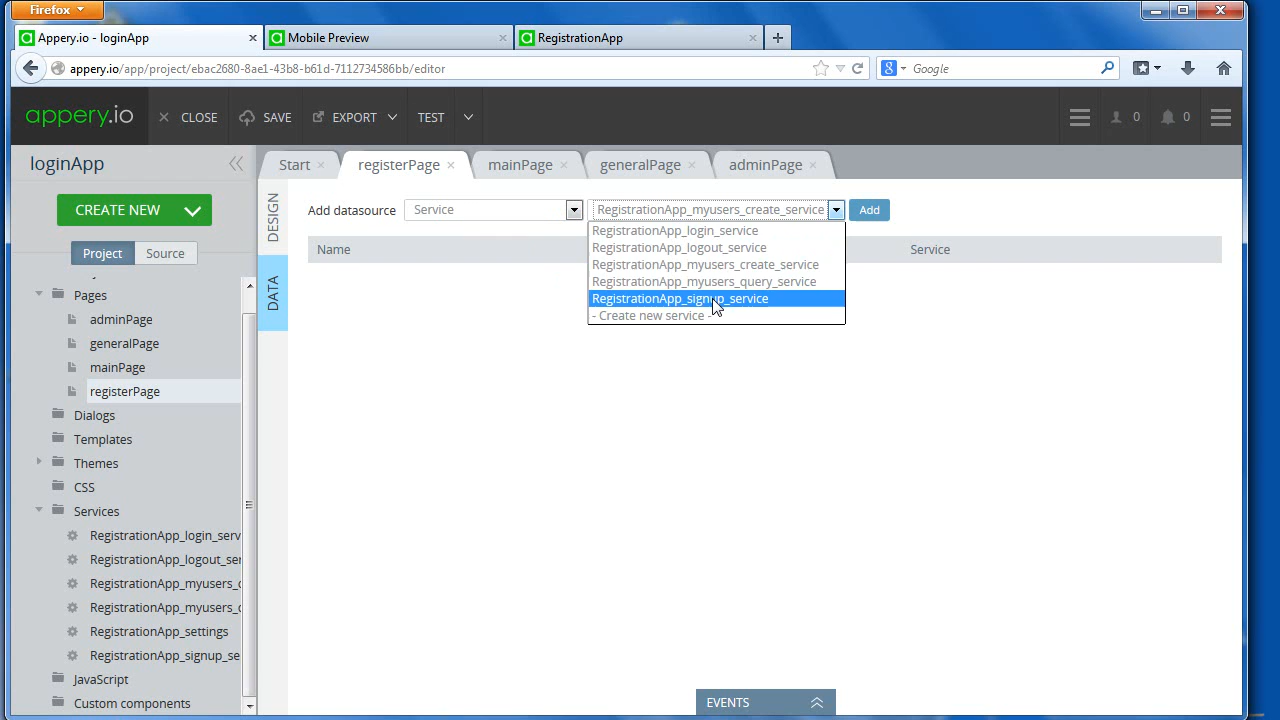 Firefox
Appery.io - loginApp
Mobile Preview
RegistrationApp
appery.io/app/project/ebac2680-8ae1-43b8-b61d-7112734586bb/editor
Google
appery.io
CLOSE
SAVE
EXPORT
TEST
0
0
loginApp
Start
registerPage
mainPage
generalPage
adminPage
CREATE NEW
Project
Source
DESIGN
DATA
Add datasource
Service
RegistrationApp_myusers_create_service
Add
Name
Service
RegistrationApp_login_service
RegistrationApp_logout_service
RegistrationApp_myusers_create_service
RegistrationApp_myusers_query_service
RegistrationApp_signup_service
- Create new service -
Pages
adminPage
generalPage
mainPage
registerPage
Dialogs
Templates
Themes
CSS
Services
RegistrationApp_login_serv
RegistrationApp_logout_ser
RegistrationApp_myusers_c
RegistrationApp_myusers_q
RegistrationApp_settings
RegistrationApp_signup_se
JavaScript
Custom components
EVENTS